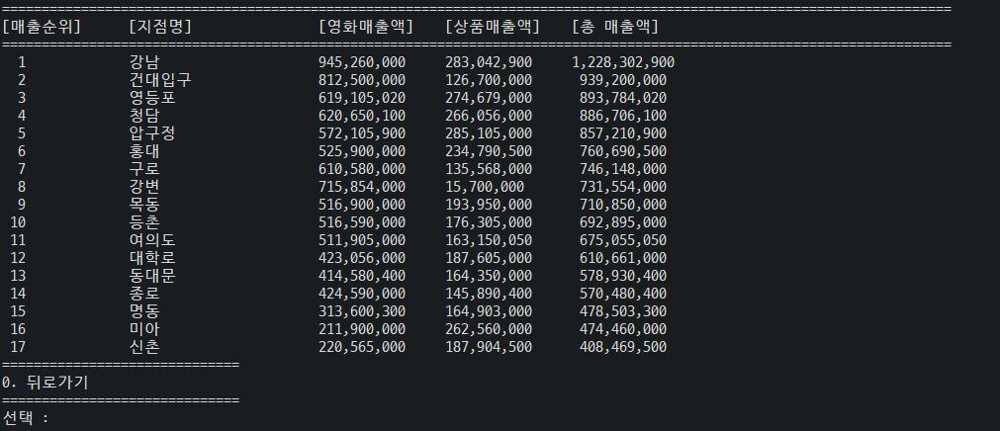 ========================================================================================================================
[매출순위]      [지점명]                [영화매출액]    [상품매출액]    [총 매출액]
========================================================================================================================
  1             강남                    945,260,000     283,042,900     1,228,302,900
  2             건대입구                812,500,000     126,700,000      939,200,000
  3             영등포                  619,105,020     274,679,000      893,784,020
  4             청담                    620,650,100     266,056,000      886,706,100
  5             압구정                  572,105,900     285,105,000      857,210,900
  6             홍대                    525,900,000     234,790,500      760,690,500
  7             구로                    610,580,000     135,568,000      746,148,000
  8             강변                    715,854,000     15,700,000       731,554,000
  9             목동                    516,900,000     193,950,000      710,850,000
 10             등촌                    516,590,000     176,305,000      692,895,000
 11             여의도                  511,905,000     163,150,050      675,055,050
 12             대학로                  423,056,000     187,605,000      610,661,000
 13             동대문                  414,580,400     164,350,000      578,930,400
 14             종로                    424,590,000     145,890,400      570,480,400
 15             명동                    313,600,300     164,903,000      478,503,300
 16             미아                    211,900,000     262,560,000      474,460,000
 17             신촌                    220,565,000     187,904,500      408,469,500
==============================
0. 뒤로가기
==============================
선택 :